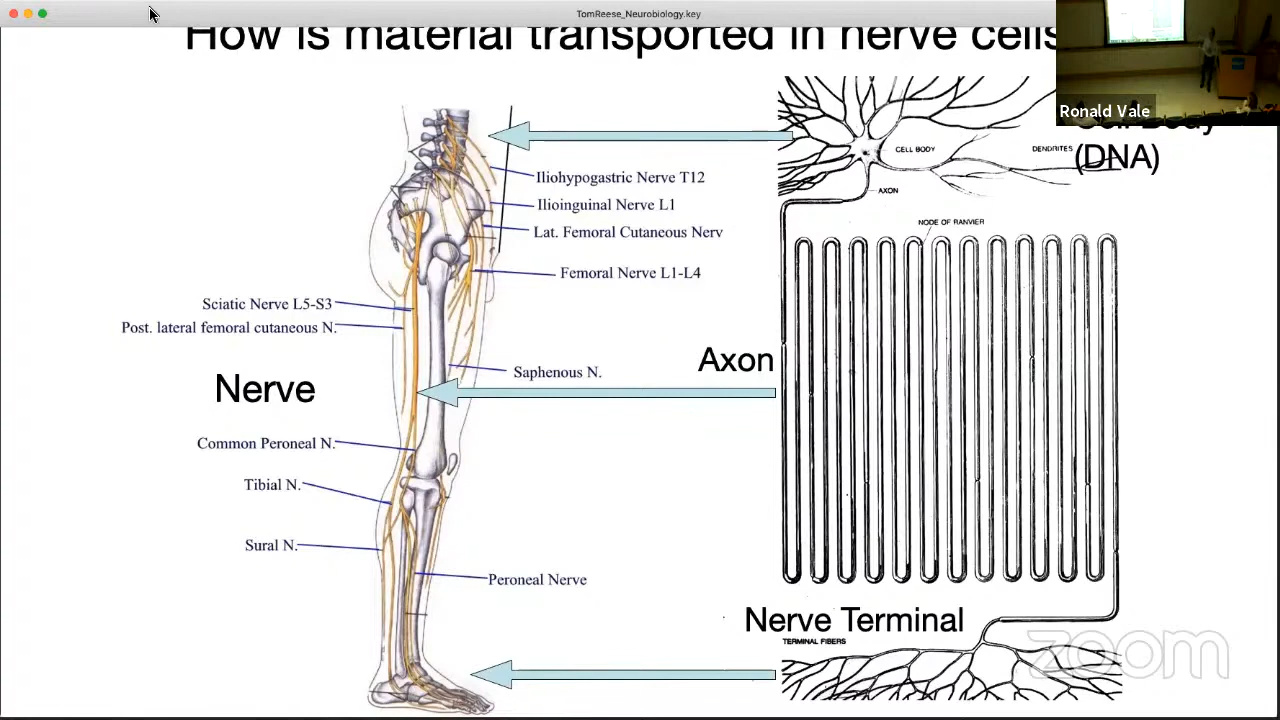 TomReese_Neurobiology.key
How is material transported in nerve cells
Ronald Vale
Cell Body
(DNA)
CELL BODY
DENDRITES
AXON
NODE OF RANVIER
Iliohypogastric Nerve T12
Ilioinguinal Nerve L1
Lat. Femoral Cutaneous Nerv
Femoral Nerve L1-L4
Sciatic Nerve L5-S3
Post. lateral femoral cutaneous N.
Saphenous N.
Axon
Nerve
Common Peroneal N.
Tibial N.
Sural N.
Peroneal Nerve
Nerve Terminal
TERMINAL FIBERS
zoom